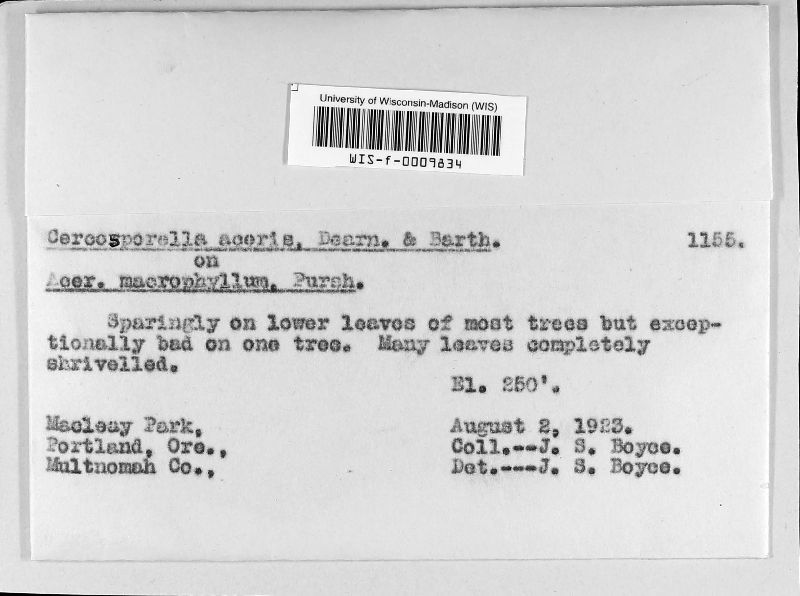 University of Wisconsin-Madison (WIS)
WIS-f-0009834
Cercosporella aceris, Dearn. & Barth. 1155.
on
Acer. macrophyllum, Pursh.
Sparingly on lower leaves of most trees but excep-
tionally bad on one tree. Many leaves completely
shrivelled.
El. 250'.
Macleay Park, August 2, 1923.
Portland, Ore., Coll.--J. S. Boyce.
Multnomah Co., Det.---J. S. Boyce.